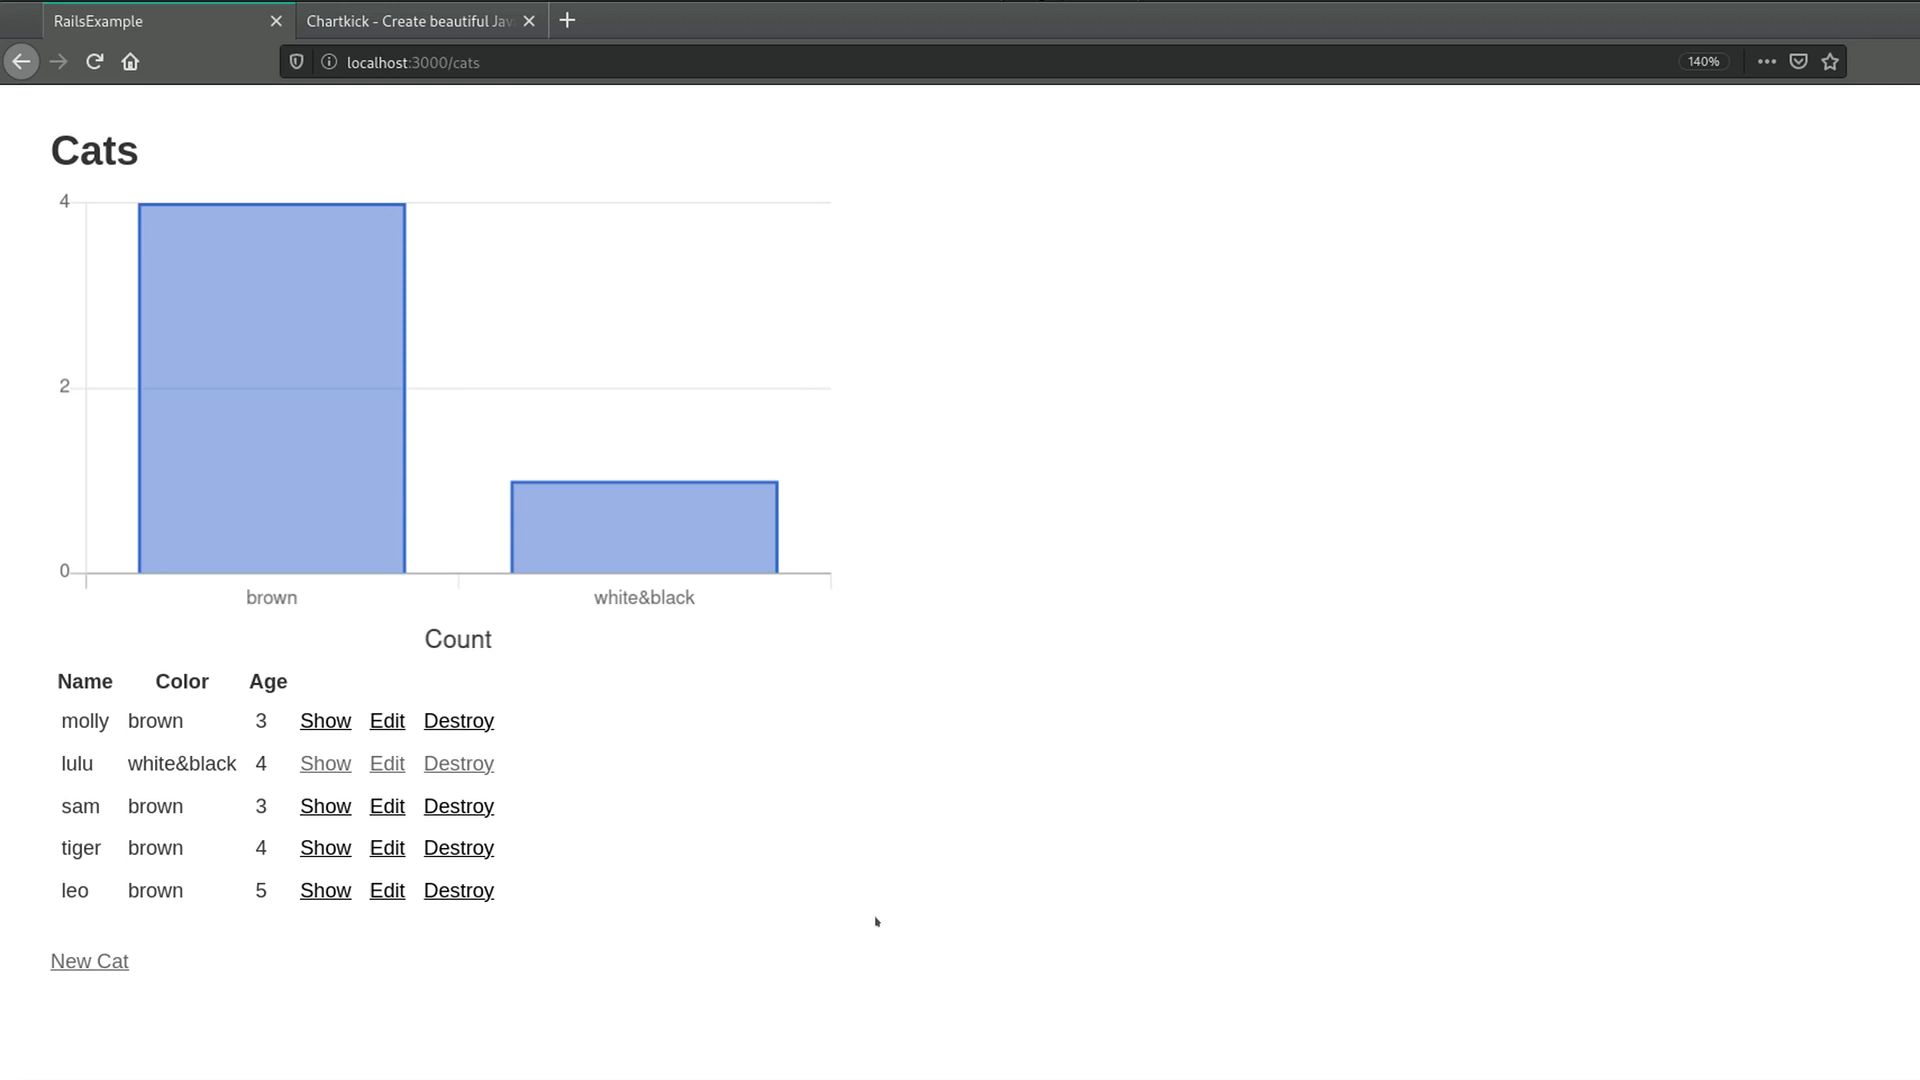 RailsExample
Chartkick - Create beautiful Jav
localhost:3000/cats
140%
Cats
4
2
0
brown white&black
Count
Name Color Age
molly brown 3 Show Edit Destroy
lulu white&black 4 Show Edit Destroy
sam brown 3 Show Edit Destroy
tiger brown 4 Show Edit Destroy
leo brown 5 Show Edit Destroy
New Cat